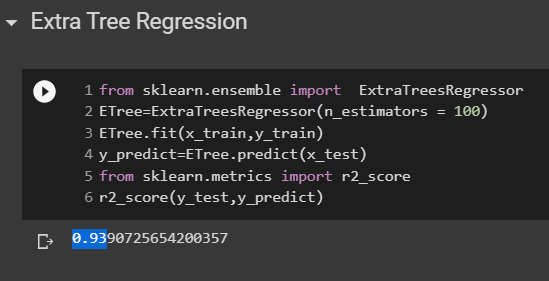 Extra Tree Regression
1 from sklearn.ensemble import  ExtraTreesRegressor
2 ETree=ExtraTreesRegressor(n_estimators = 100)
3 ETree.fit(x_train,y_train)
4 y_predict=ETree.predict(x_test)
5 from sklearn.metrics import r2_score
6 r2_score(y_test,y_predict)
0.9390725654200357